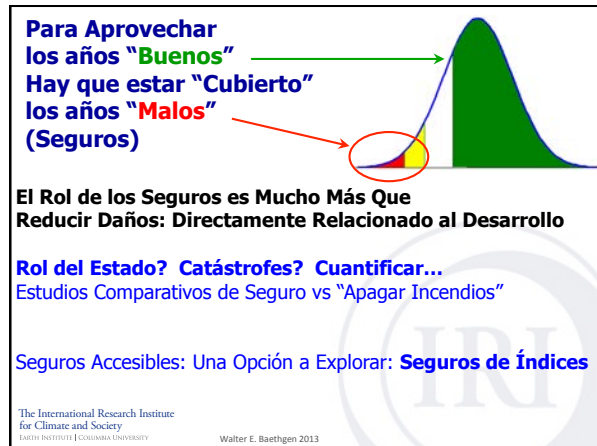 Para Aprovechar
los años “Buenos”
Hay que estar “Cubierto”
los años “Malos”
(Seguros)
El Rol de los Seguros es Mucho Más Que
Reducir Daños: Directamente Relacionado al Desarrollo
Rol del Estado? Catástrofes? Cuantificar...
Estudios Comparativos de Seguro vs “Apagar Incendios”
IRI
Seguros Accesibles: Una Opción a Explorar: Seguros de Índices
The International Research Institute
for Climate and Society
EARTH INSTITUTE | COLUMBIA UNIVERSITY
Walter E. Baethgen 2013